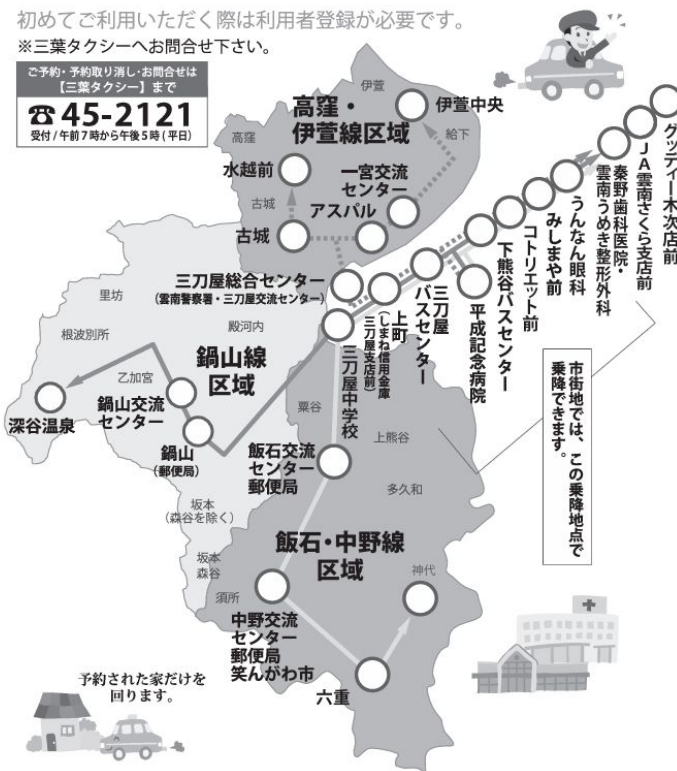 初めてご利用いただく際は利用者登録が必要です。
※三葉タクシーへお問合せ下さい。
ご予約・予約取り消し・お問合せは
【三葉タクシー】まで
☎45-2121
受付/午前7時から午後5時(平日)
高窪・
伊萱線区域
伊萱
伊萱中央
高窪
給下
水越前
一宮交流
センター
アスパル
古城
古城
三刀屋総合センター
(雲南警察署・三刀屋交流センター)
里坊
殿河内
根波別所
鍋山線
区域
乙加宮
深谷温泉
鍋山交流
センター
鍋山
(郵便局)
三刀屋中学校
上町
(しまね信用金庫
三刀屋支店前)
三刀屋
バスセンター
平成記念病院
下熊谷バスセンター
コトリエット前
みしまや前
うんなん眼科
秦野歯科医院・
雲南うめき整形外科
JA雲南さくら支店前
グッディー木次店前
市街地では、この乗降地点で
乗降できます。
粟谷
上熊谷
飯石交流
センター
郵便局
多久和
坂本
(森谷を除く)
飯石・中野線
区域
坂本
森谷
須所
神代
中野交流
センター
郵便局
笑んがわ市
六重
予約された家だけを
回ります。